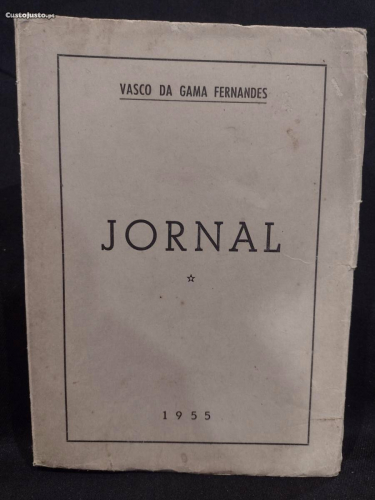 CustoJusto.pt
VASCO DA GAMA FERNANDES
JORNAL
1955